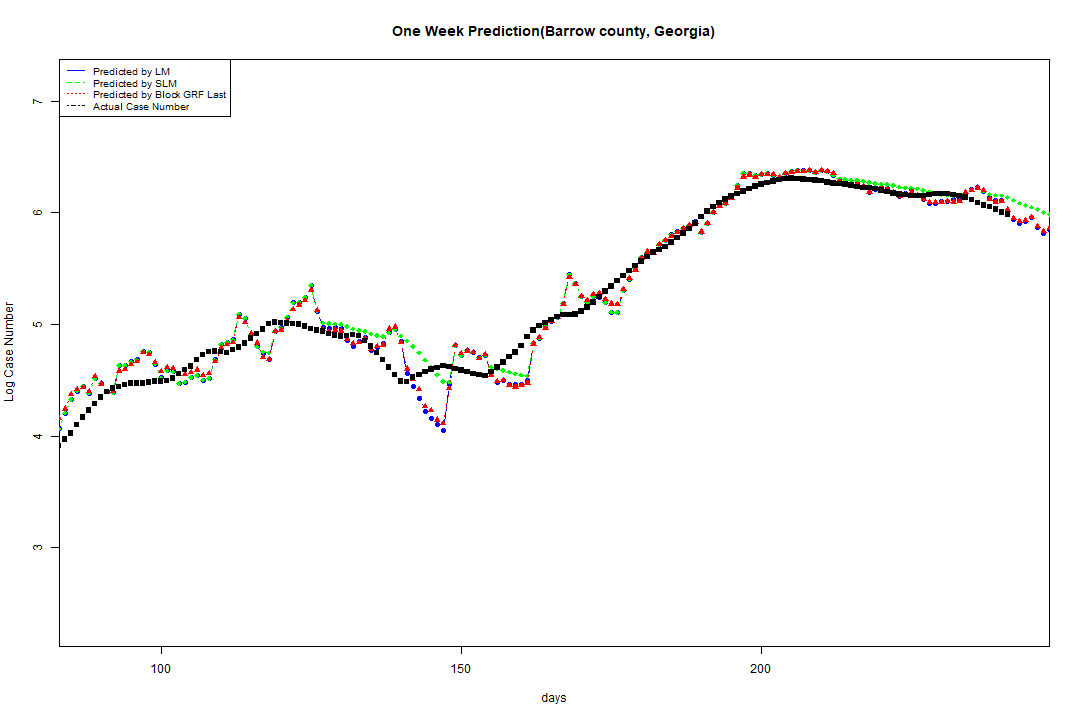 One Week Prediction(Barrow county, Georgia)
Predicted by LM
Predicted by SLM
Predicted by Block GRF Last
Actual Case Number
7
6
5
4
3
Log Case Number
100
150
200
days